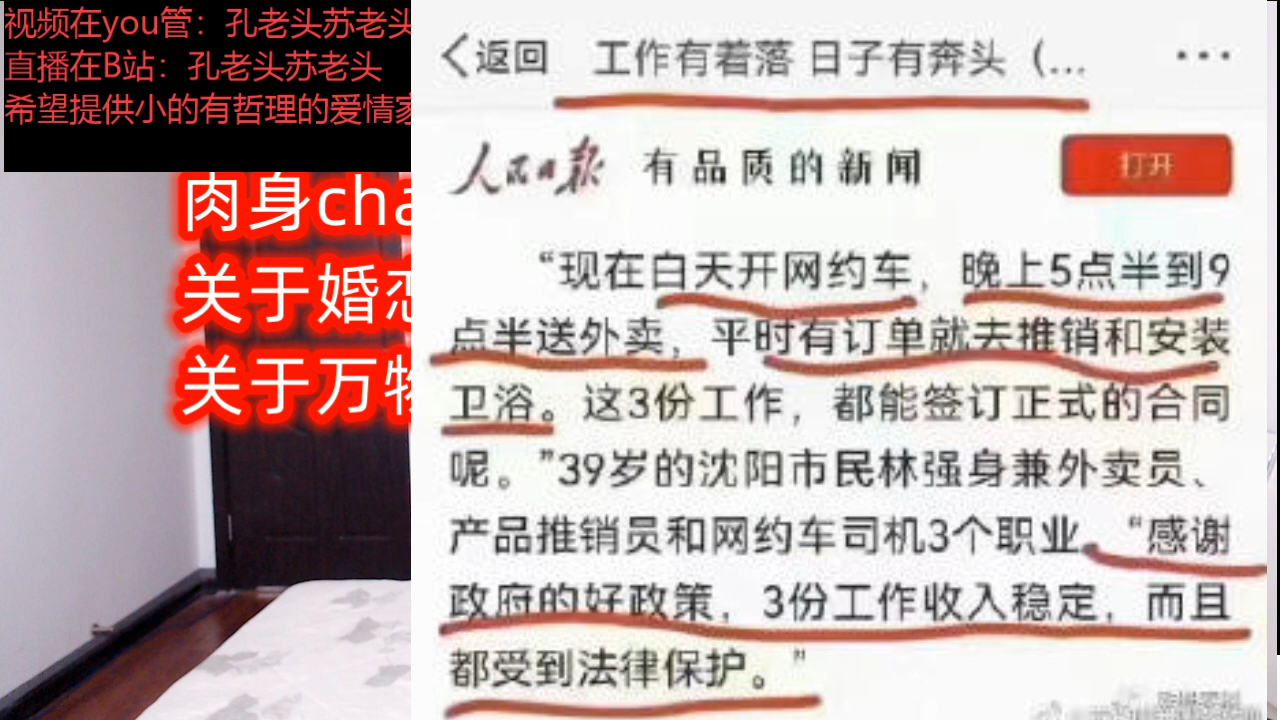 视频在you管：孔老头苏老头
直播在B站：孔老头苏老头
希望提供小的有哲理的爱情
肉身cha
关于婚恋
关于万物
返回 工作有着落 日子有奔头（...
人民日报 有品质的新闻 打开
“现在白天开网约车，晚上5点半到9
点半送外卖，平时有订单就去推销和安装
卫浴。这3份工作，都能签订正式的合同
呢。”39岁的沈阳市民林强身兼外卖员、
产品推销员和网约车司机3个职业。“感谢
政府的好政策，3份工作收入稳定，而且
都受到法律保护。”